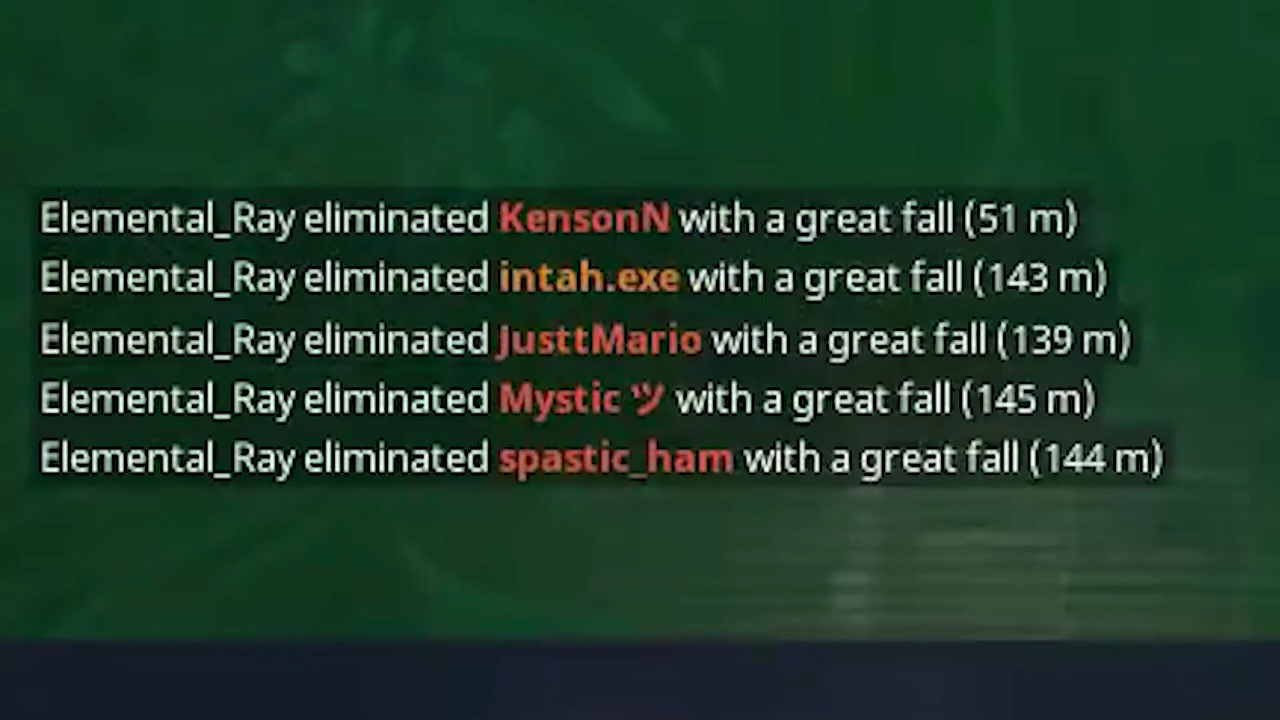 Elemental_Ray eliminated KensonN with a great fall (51 m)
Elemental_Ray eliminated intah.exe with a great fall (143 m)
Elemental_Ray eliminated JusttMario with a great fall (139 m)
Elemental_Ray eliminated Mystic ツ with a great fall (145 m)
Elemental_Ray eliminated spastic_ham with a great fall (144 m)